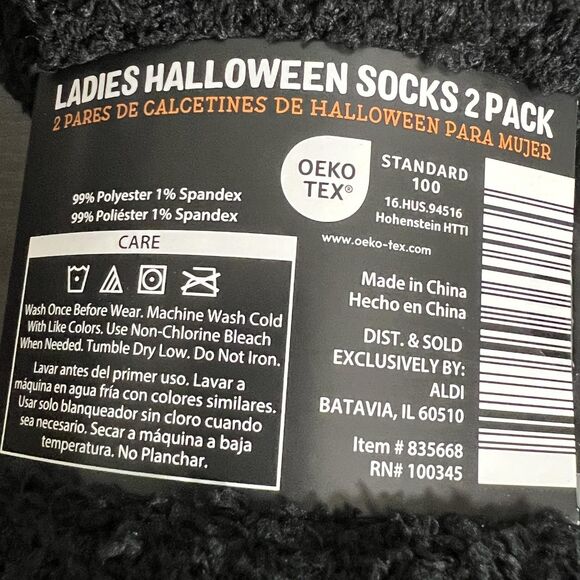 LADIES HALLOWEEN SOCKS 2 PACK
2 PARES DE CALCETINES DE HALLOWEEN PARA MUJER
99% Polyester 1% Spandex
99% Poliéster 1% Spandex
CARE
Wash Once Before Wear. Machine Wash Cold
With Like Colors. Use Non-Chlorine Bleach
When Needed. Tumble Dry Low. Do Not Iron.
Lavar antes del primer uso. Lavar a
máquina en agua fría con colores similares.
Usar solo blanqueador sin cloro cuando
sea necesario. Secar a máquina a baja
temperatura. No Planchar.
OEKO
TEX®
STANDARD
100
16.HUS.94516
Hohenstein HTTI
www.oeko-tex.com
Made in China
Hecho en China
DIST. & SOLD
EXCLUSIVELY BY:
ALDI
BATAVIA, IL 60510
Item # 835668
RN# 100345